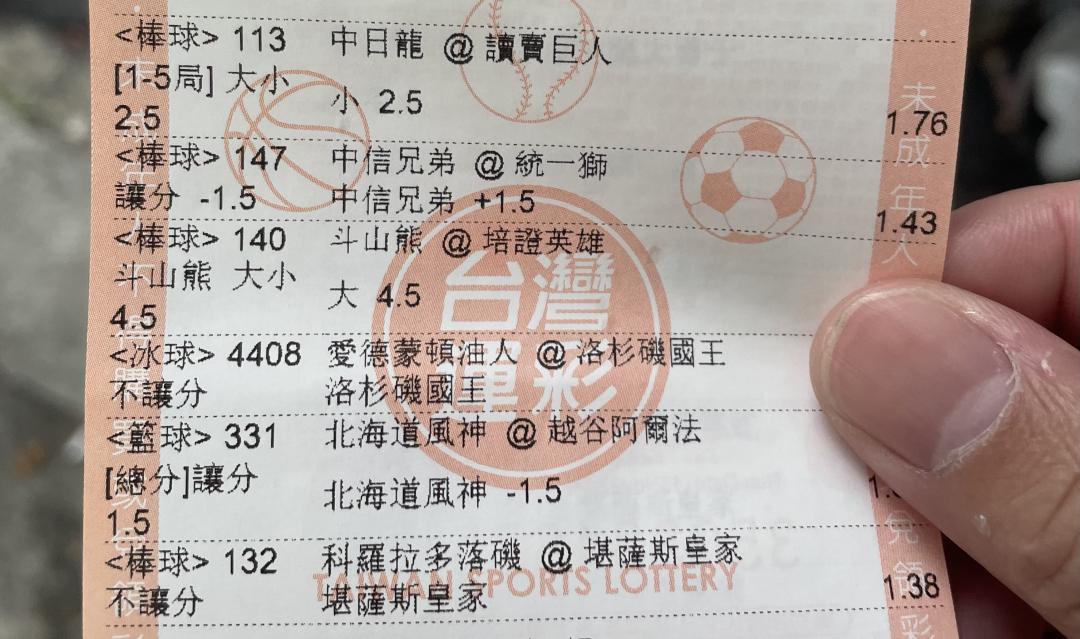 <棒球> 113 中日龍 @ 讀賣巨人
[1-5局] 大小
2.5 小 2.5 1.76
<棒球> 147 中信兄弟 @ 統一獅
讓分 -1.5 中信兄弟 +1.5 1.43
<棒球> 140 斗山熊 @ 培證英雄
斗山熊 大小
4.5 大 4.5
<冰球> 4408 愛德蒙頓油人 @ 洛杉磯國王
不讓分 洛杉磯國王
<籃球> 331 北海道風神 @ 越谷阿爾法
[總分]讓分
1.5 北海道風神 -1.5
<棒球> 132 科羅拉多落磯 @ 堪薩斯皇家
不讓分 堪薩斯皇家 1.38
台灣
運彩
TAIWAN SPORTS LOTTERY
未成年人